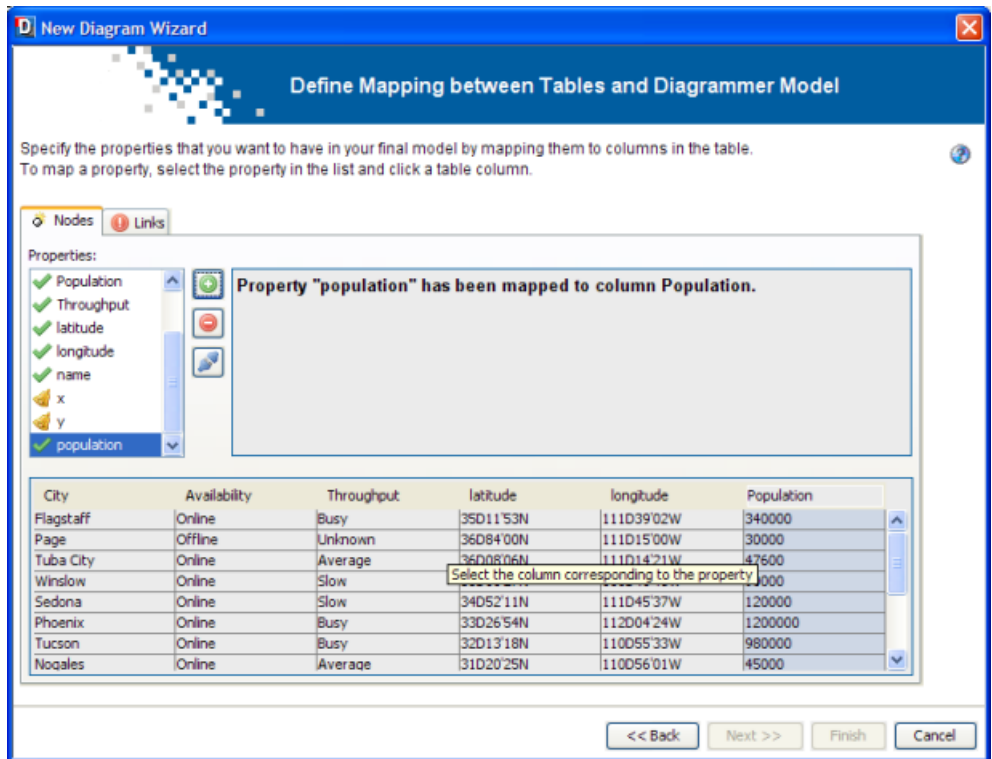 New Diagram Wizard
Define Mapping between Tables and Diagrammer Model
Specify the properties that you want to have in your final model by mapping them to columns in the table.
To map a property, select the property in the list and click a table column.
Nodes Links
Properties:
Population
Throughput
latitude
longitude
name
x
y
population
Property "population" has been mapped to column Population.
City Availability Throughput latitude longitude Population
Flagstaff Online Busy 35D11'53N 111D39'02W 340000
Page Offline Unknown 36D84'00N 111D15'00W 30000
Tuba City Online Average 36D08'06N 111D14'21W 47600
Winslow Online Slow
Select the column corresponding to the property
Sedona Online Slow 34D52'11N 111D45'37W 120000
Phoenix Online Busy 33D26'54N 112D04'24W 1200000
Tucson Online Busy 32D13'18N 110D55'33W 980000
Nogales Online Average 31D20'25N 110D56'01W 45000
<< Back Next >> Finish Cancel